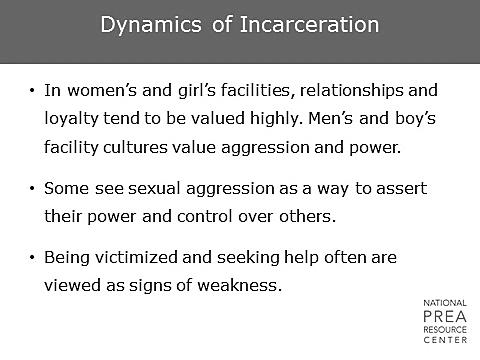 Dynamics of Incarceration
• In women's and girl's facilities, relationships and
loyalty tend to be valued highly. Men's and boy's
facility cultures value aggression and power.
• Some see sexual aggression as a way to assert
their power and control over others.
• Being victimized and seeking help often are
viewed as signs of weakness.
NATIONAL
PREA
RESOURCE
CENTER